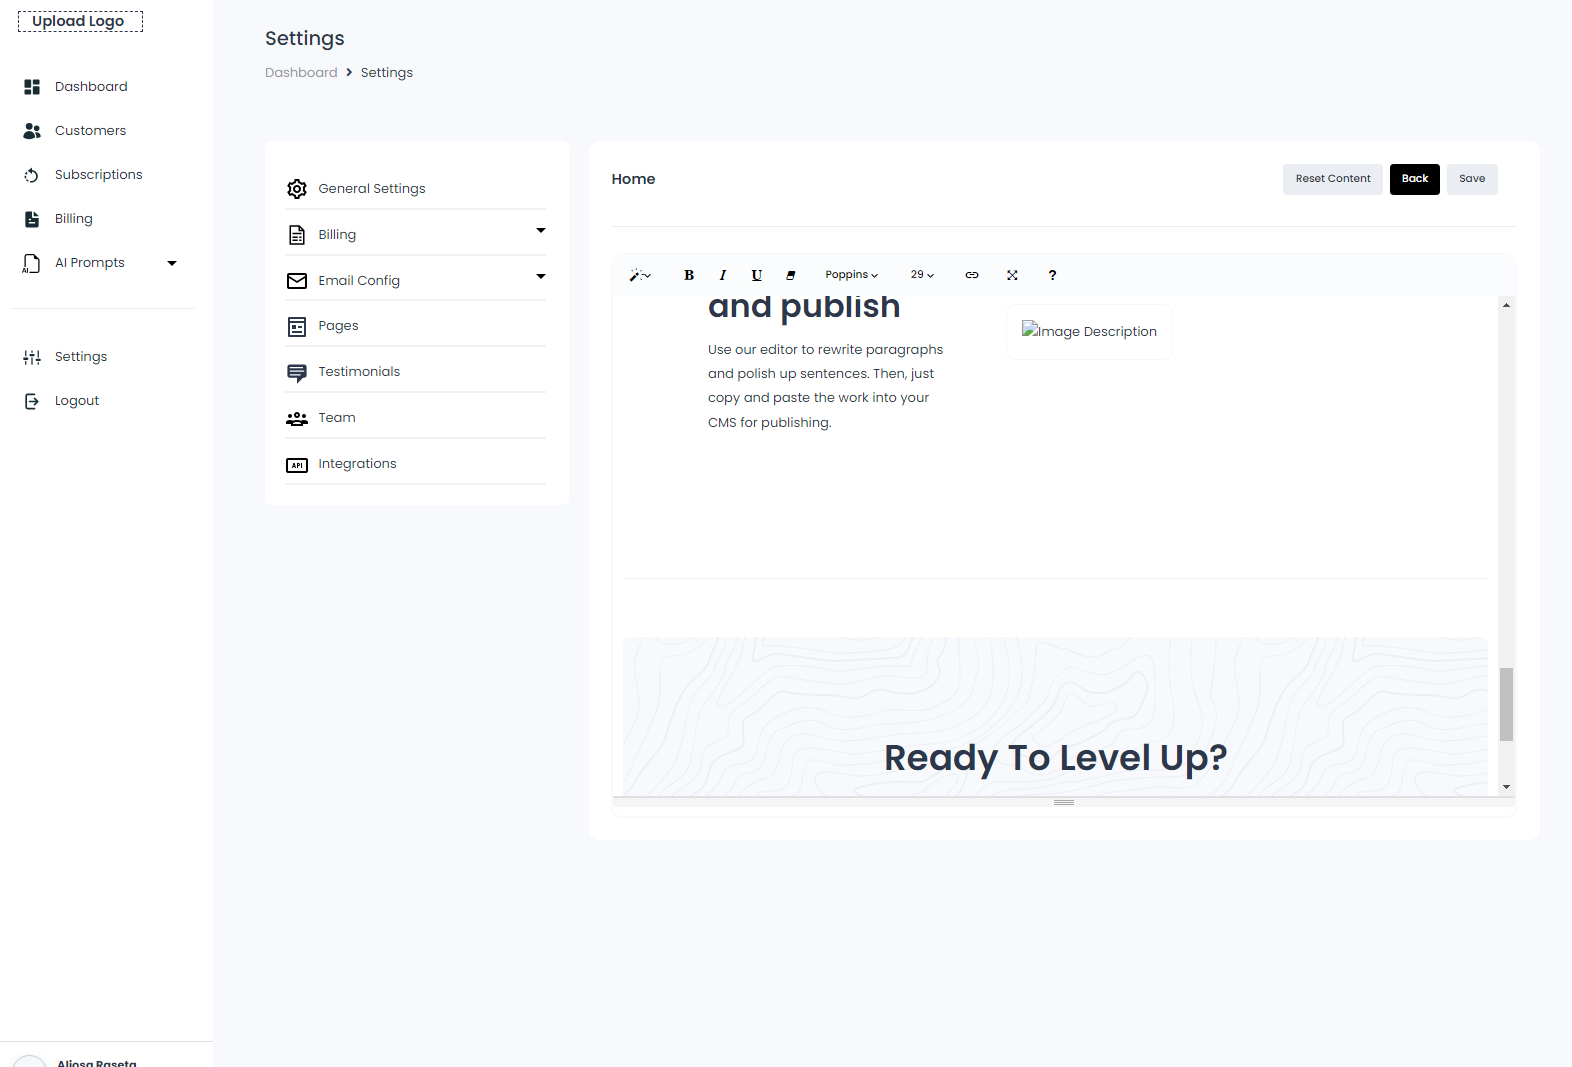 Upload Logo
Dashboard
Customers
Subscriptions
Billing
AI Prompts
Settings
Logout
Aljosa Raseta
Settings
Dashboard > Settings
General Settings
Billing
Email Config
Pages
Testimonials
Team
API Integrations
Home
Reset Content
Back
Save
B I U Poppins 29 ?
and publish
Use our editor to rewrite paragraphs
and polish up sentences. Then, just
copy and paste the work into your
CMS for publishing.
Image Description
Ready To Level Up?